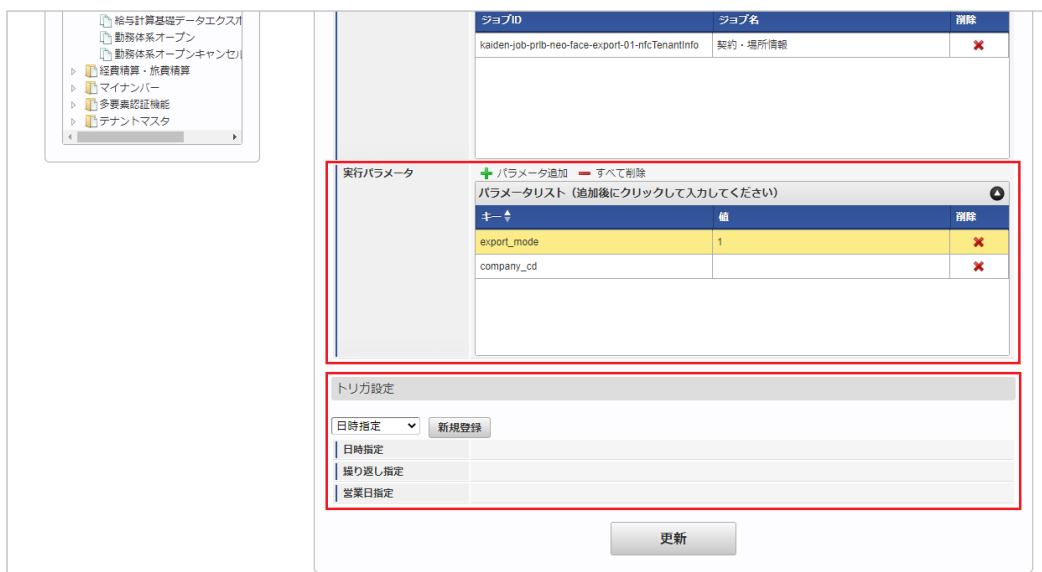 給与計算基礎データエクスポ
勤務体系オープン
勤務体系オープンキャンセル
経費精算・旅費精算
マイナンバー
多要素認証機能
テナントマスタ
ジョブID ジョブ名 削除
kaiden-job-prlb-neo-face-export-01-nfcTenantInfo 契約・場所情報
実行パラメータ
パラメータ追加 すべて削除
パラメータリスト（追加後にクリックして入力してください）
キー 値 削除
export_mode 1
company_cd
トリガ設定
日時指定 新規登録
日時指定
繰り返し指定
営業日指定
更新